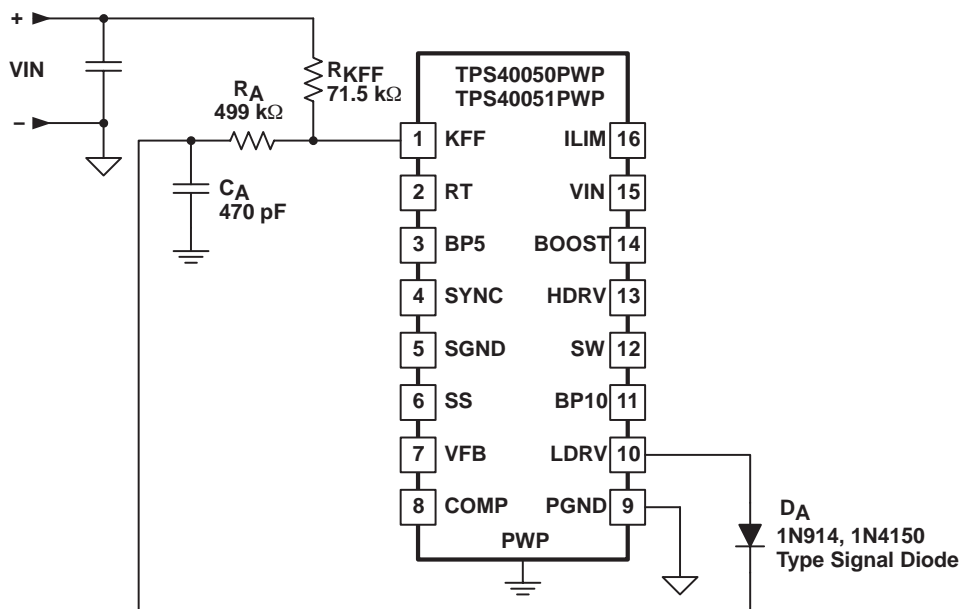 +
VIN
−
RKFF
71.5 kΩ
RA
499 kΩ
CA
470 pF
TPS40050PWP
TPS40051PWP
1 KFF ILIM 16
2 RT VIN 15
3 BP5 BOOST 14
4 SYNC HDRV 13
5 SGND SW 12
6 SS BP10 11
7 VFB LDRV 10
8 COMP PGND 9
PWP
DA
1N914, 1N4150
Type Signal Diode